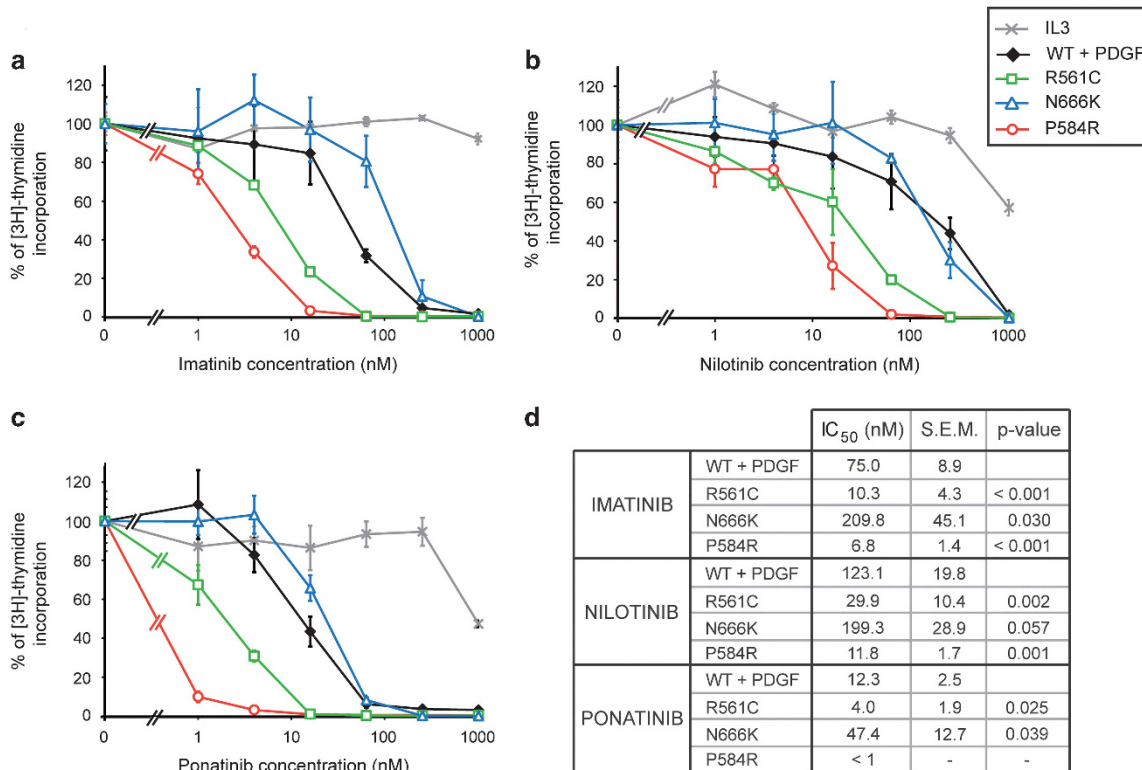 IL3
WT + PDGF
R561C
N666K
P584R
a
120
100
80
60
40
20
0
% of [3H]-thymidine
incorporation
0 1 10 100 1000
Imatinib concentration (nM)
b
120
100
80
60
40
20
0
% of [3H]-thymidine
incorporation
0 1 10 100 1000
Nilotinib concentration (nM)
c
120
100
80
60
40
20
0
% of [3H]-thymidine
incorporation
0 1 10 100 1000
Ponatinib concentration (nM)
d
IC50 (nM) S.E.M. p-value
IMATINIB
WT + PDGF 75.0 8.9
R561C 10.3 4.3 < 0.001
N666K 209.8 45.1 0.030
P584R 6.8 1.4 < 0.001
NILOTINIB
WT + PDGF 123.1 19.8
R561C 29.9 10.4 0.002
N666K 199.3 28.9 0.057
P584R 11.8 1.7 0.001
PONATINIB
WT + PDGF 12.3 2.5
R561C 4.0 1.9 0.025
N666K 47.4 12.7 0.039
P584R < 1 - -